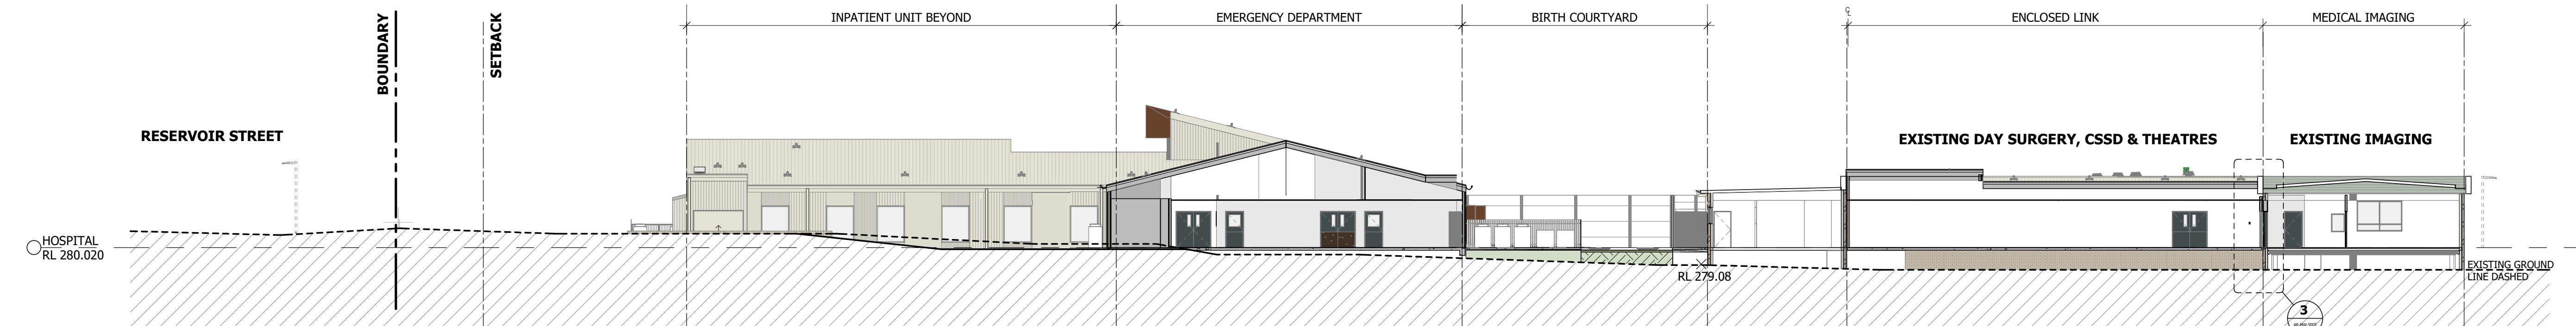 INPATIENT UNIT BEYOND
EMERGENCY DEPARTMENT
BIRTH COURTYARD
ENCLOSED LINK
MEDICAL IMAGING
BOUNDARY
SETBACK
RESERVOIR STREET
EXISTING DAY SURGERY, CSSD & THEATRES
EXISTING IMAGING
HOSPITAL
RL 280.020
RL 279.08
EXISTING GROUND
LINE DASHED
3